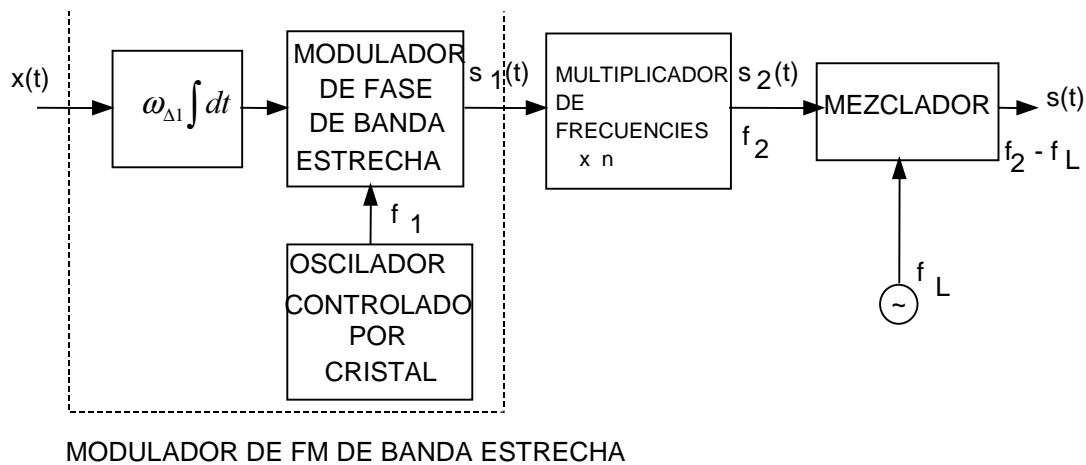 x(t)
ω∆1∫dt
MODULADOR
DE FASE
DE BANDA
ESTRECHA
s 1(t)
MULTIPLICADOR
DE
FRECUENCIES
x n
s 2(t)
f 2
MEZCLADOR
s(t)
f 2 - f L
f 1
OSCILADOR
CONTROLADO
POR
CRISTAL
f L
~
MODULADOR DE FM DE BANDA ESTRECHA